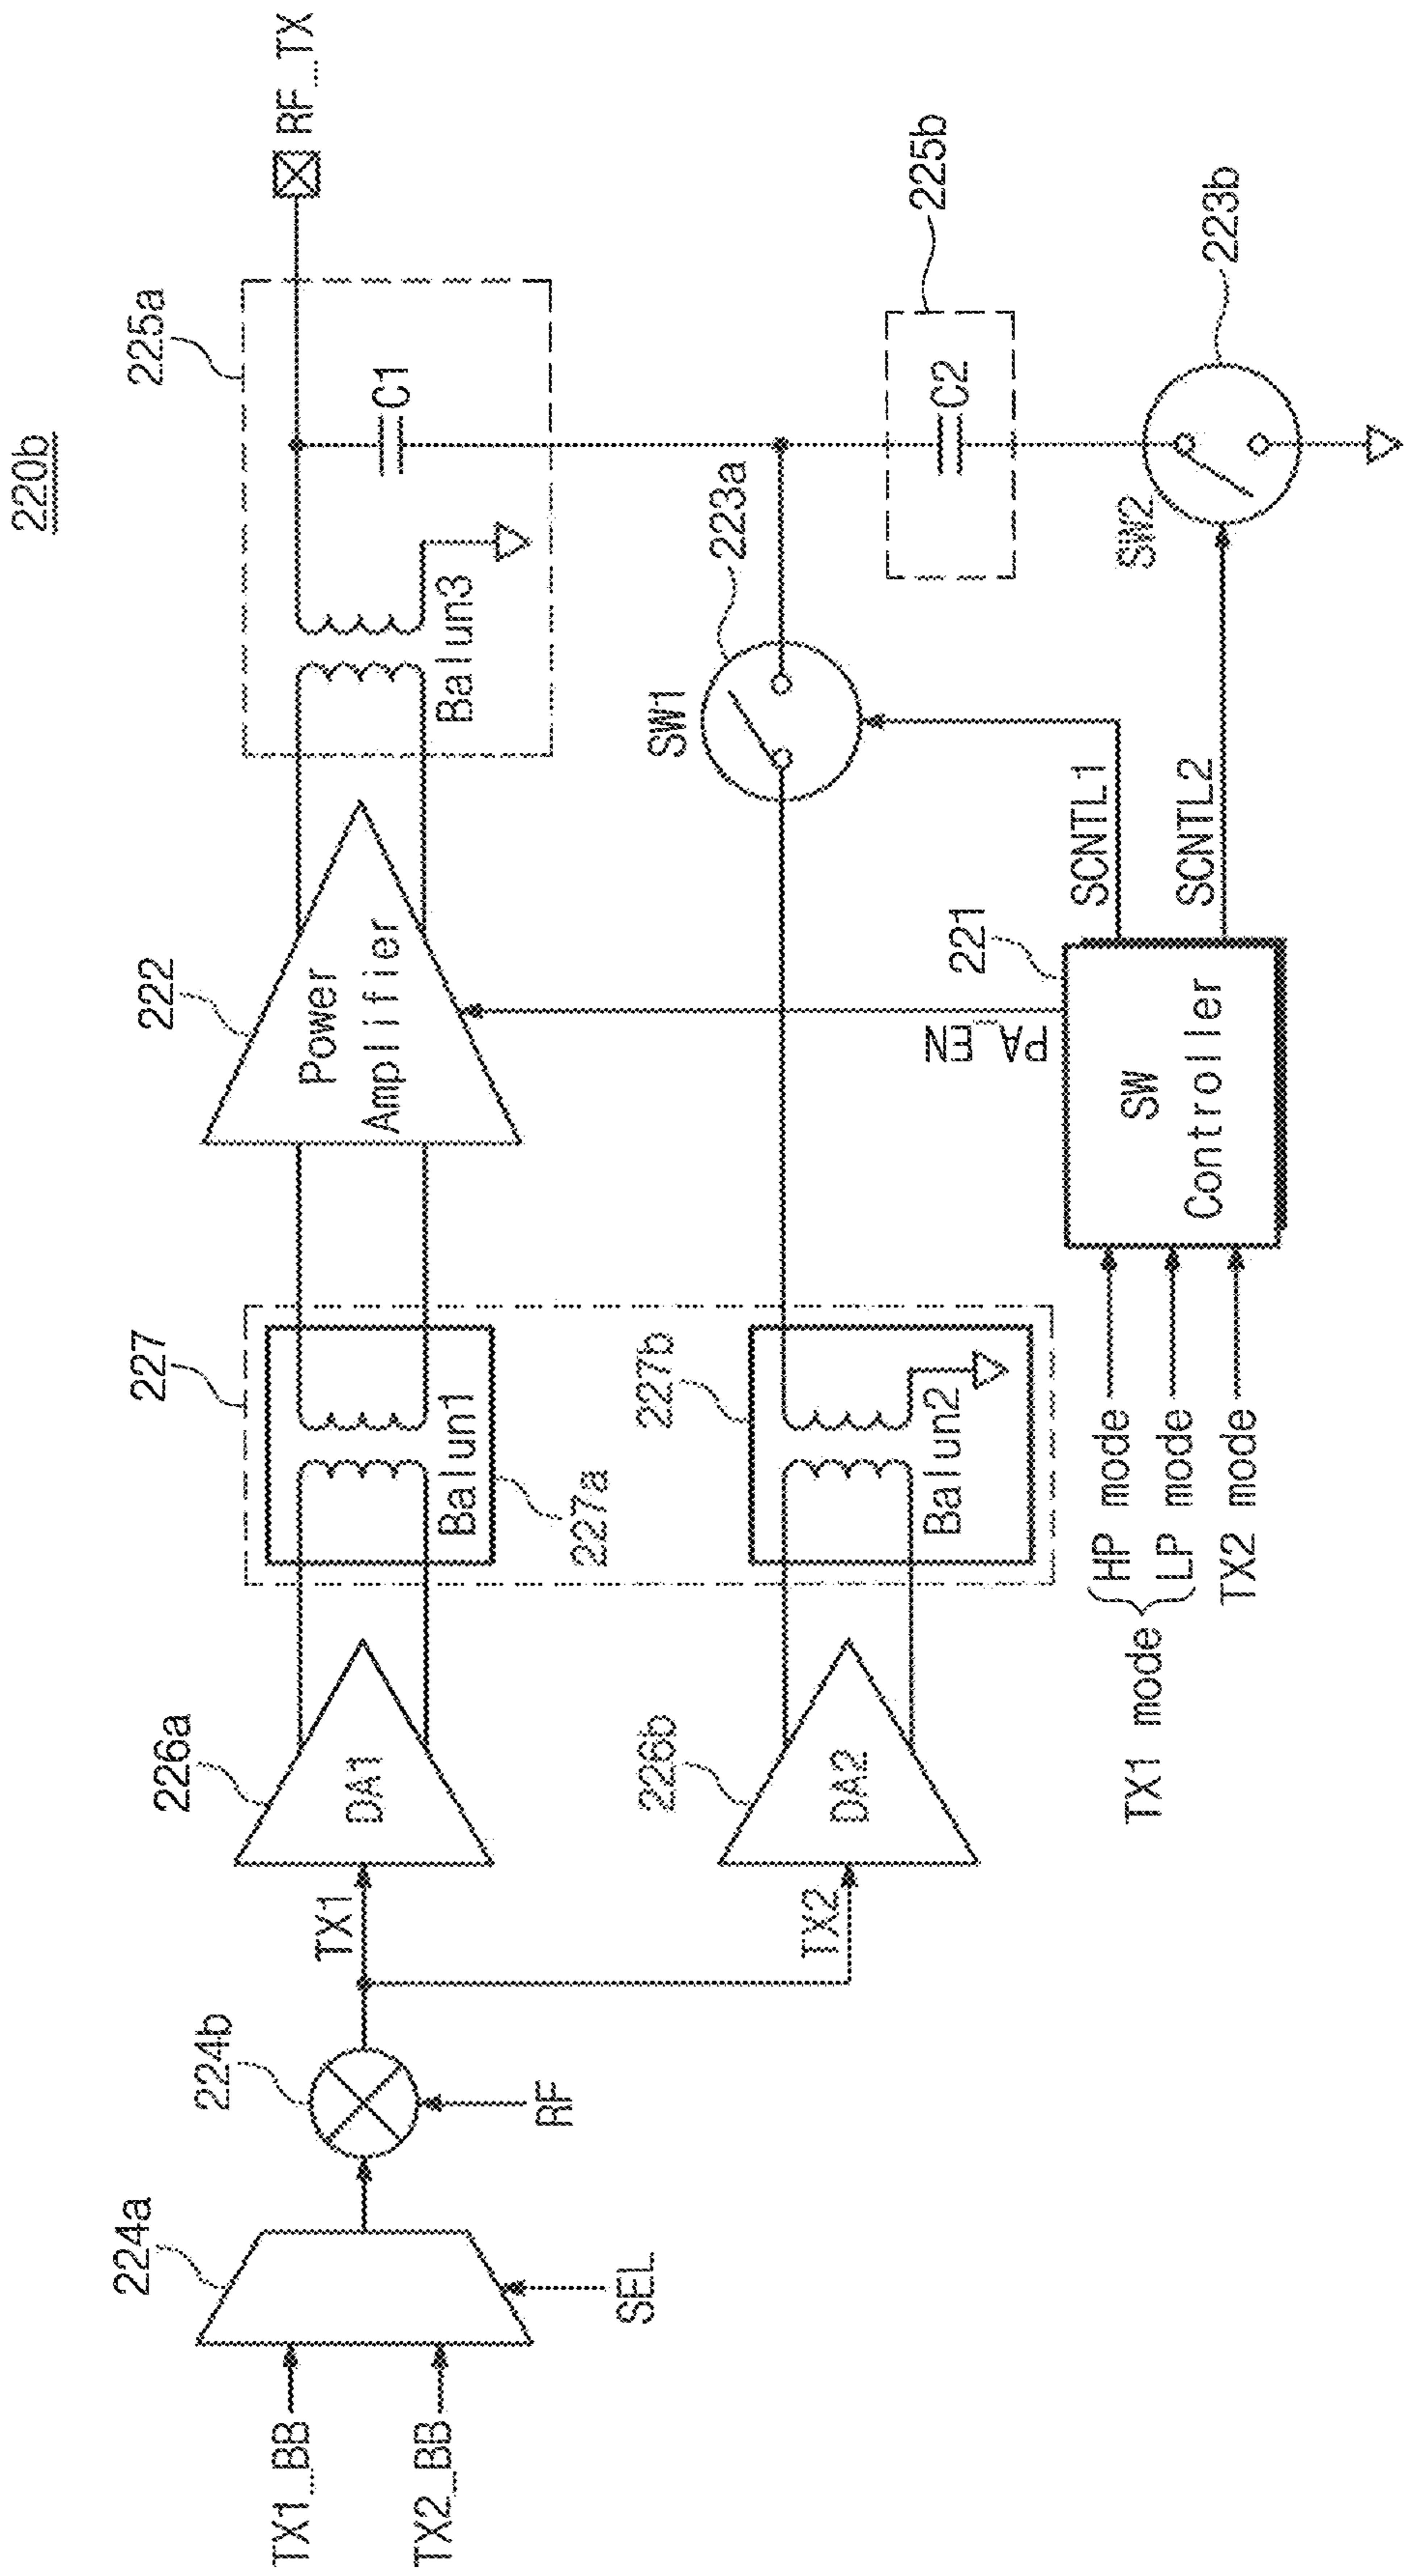 220b
TX1_BB
TX2_BB
224a
SEL
224b
RF
TX1
TX2
226a
DA1
226b
DA2
227
Balun1
227a
227b
Balun2
222
Power
Amplifier
PA_EN
225a
Balun3
C1
RF_TX
SW1
223a
225b
C2
SW2
223b
TX1 mode
HP mode
LP mode
TX2 mode
221
SW
Controller
SCNTL1
SCNTL2